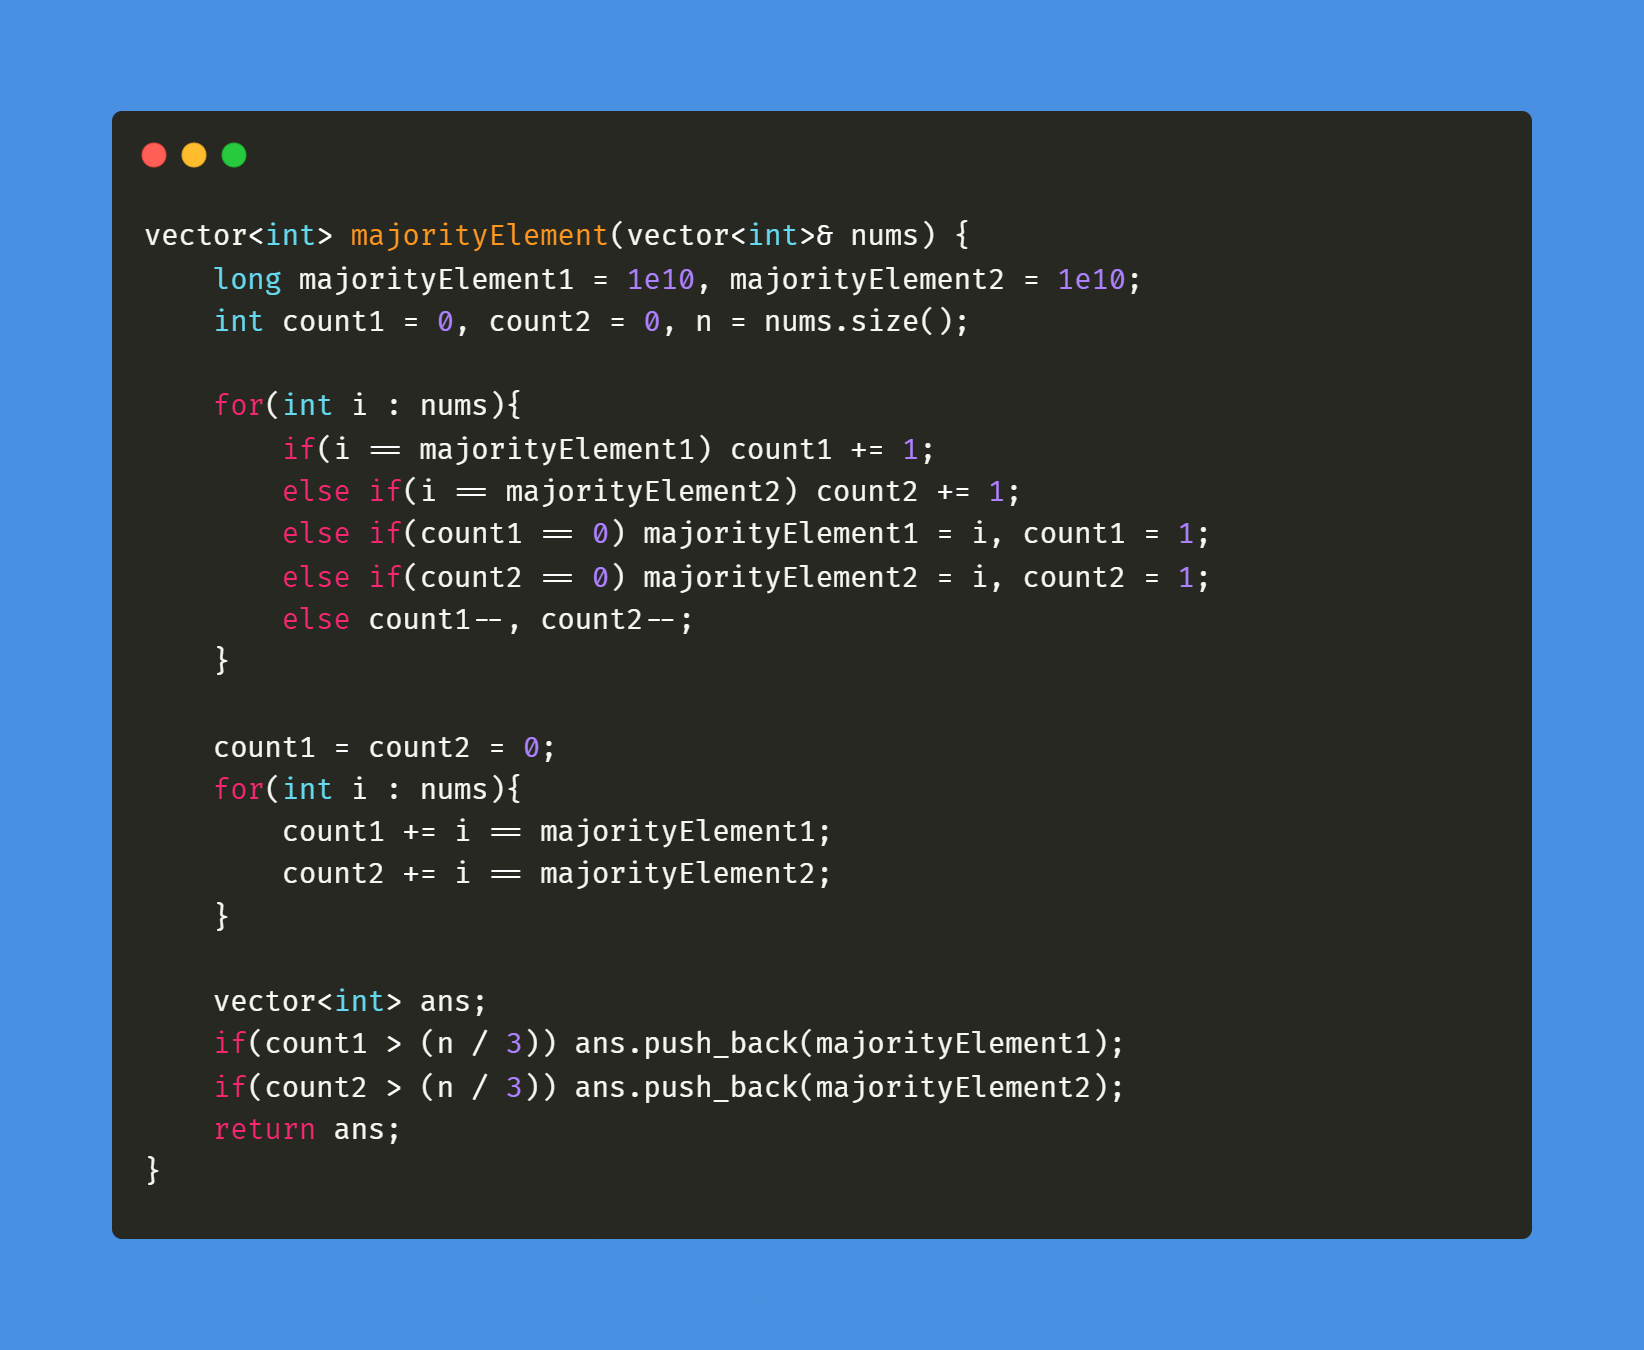 vector<int> majorityElement(vector<int>& nums) {
    long majorityElement1 = 1e10, majorityElement2 = 1e10;
    int count1 = 0, count2 = 0, n = nums.size();
    for(int i : nums){
        if(i == majorityElement1) count1 += 1;
        else if(i == majorityElement2) count2 += 1;
        else if(count1 == 0) majorityElement1 = i, count1 = 1;
        else if(count2 == 0) majorityElement2 = i, count2 = 1;
        else count1--, count2--;
    }
    count1 = count2 = 0;
    for(int i : nums){
        count1 += i == majorityElement1;
        count2 += i == majorityElement2;
    }
    vector<int> ans;
    if(count1 > (n / 3)) ans.push_back(majorityElement1);
    if(count2 > (n / 3)) ans.push_back(majorityElement2);
    return ans;
}